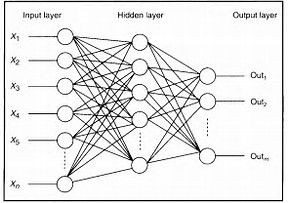 Input layer Hidden layer Output layer
X1
X2
X3
X4
X5
Xn
Out1
Out2
Outm